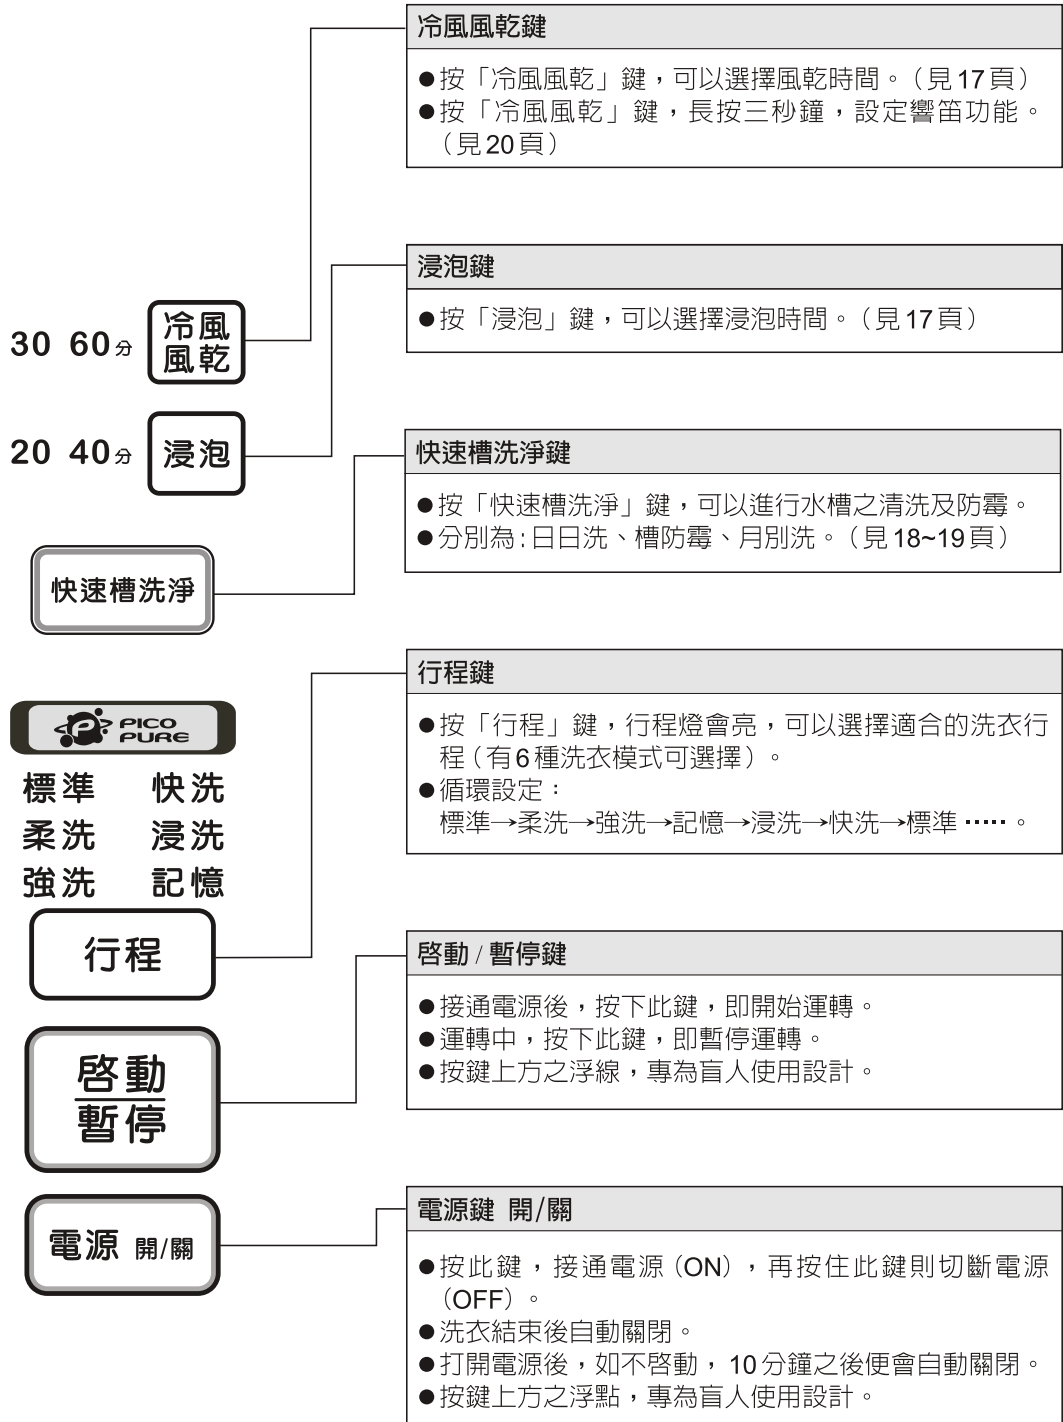 冷風風乾鍵
●按「冷風風乾」鍵，可以選擇風乾時間。（見17頁）
●按「冷風風乾」鍵，長按三秒鐘，設定響笛功能。
（見20頁）
浸泡鍵
●按「浸泡」鍵，可以選擇浸泡時間。（見17頁）
30 60分
冷風
風乾
20 40分
浸泡
快速槽洗淨鍵
●按「快速槽洗淨」鍵，可以進行水槽之清洗及防霉。
●分別為:日日洗、槽防霉、月別洗。（見18~19頁）
快速槽洗淨
行程鍵
●按「行程」鍵，行程燈會亮，可以選擇適合的洗衣行
程（有6種洗衣模式可選擇）。
●循環設定：
標準→柔洗→強洗→記憶→浸洗→快洗→標準 ‧‧‧‧‧ 。
PICO
PURE
標準 快洗
柔洗 浸洗
強洗 記憶
行程
啓動 / 暫停鍵
●接通電源後，按下此鍵，即開始運轉。
●運轉中，按下此鍵，即暫停運轉。
●按鍵上方之浮線，專為盲人使用設計。
啓動
暫停
電源鍵 開/關
●按此鍵，接通電源（ON），再按住此鍵則切斷電源
（OFF）。
●洗衣結束後自動關閉。
●打開電源後，如不啓動，10分鐘之後便會自動關閉。
●按鍵上方之浮點，專為盲人使用設計。
電源 開/關